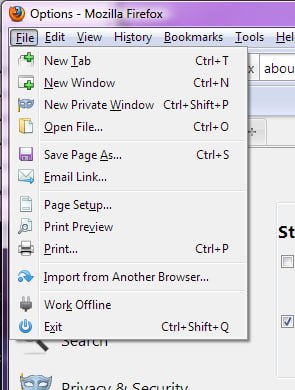 Options - Mozilla Firefox
File Edit View History Bookmarks Tools He
New Tab Ctrl+T
New Window Ctrl+N
New Private Window Ctrl+Shift+P
Open File... Ctrl+O
abou
Save Page As... Ctrl+S
Email Link...
Page Setup...
Print Preview
Print... Ctrl+P
St
Import from Another Browser...
Work Offline
Exit Ctrl+Shift+Q
Search
Privacy & Security